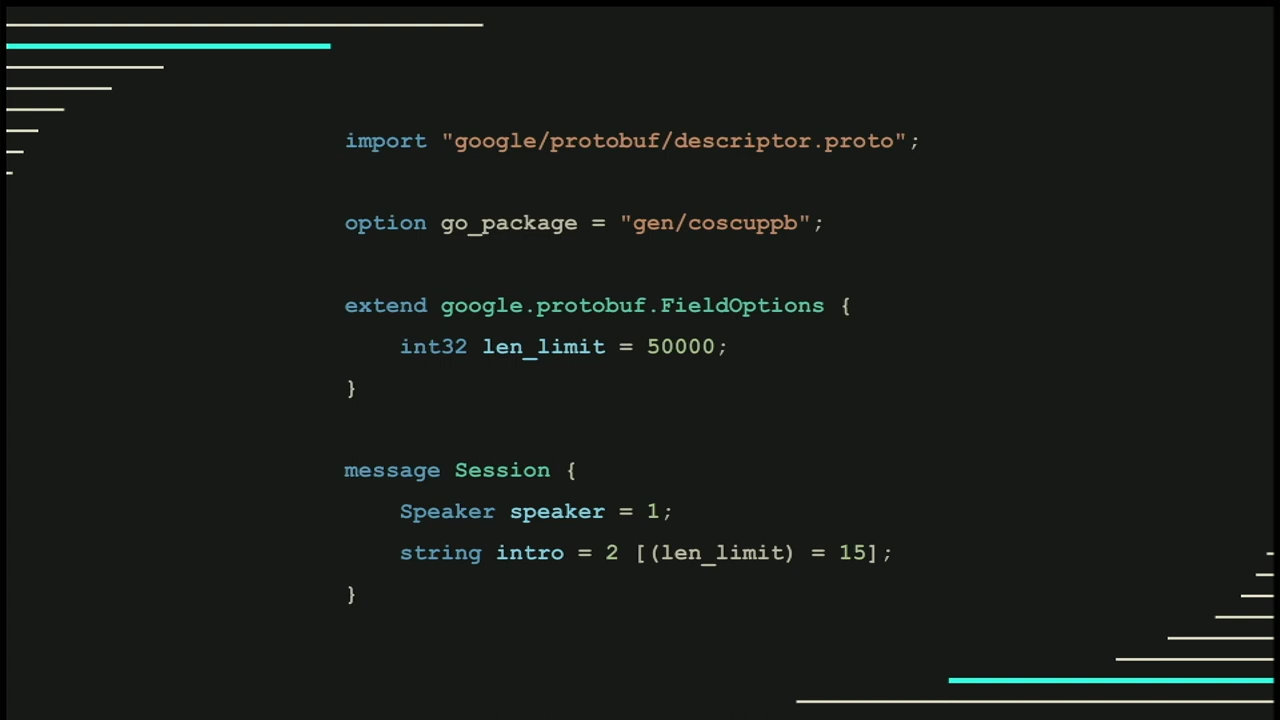 import "google/protobuf/descriptor.proto";
option go_package = "gen/coscuppb";
extend google.protobuf.FieldOptions {
    int32 len_limit = 50000;
}
message Session {
    Speaker speaker = 1;
    string intro = 2 [(len_limit) = 15];
}